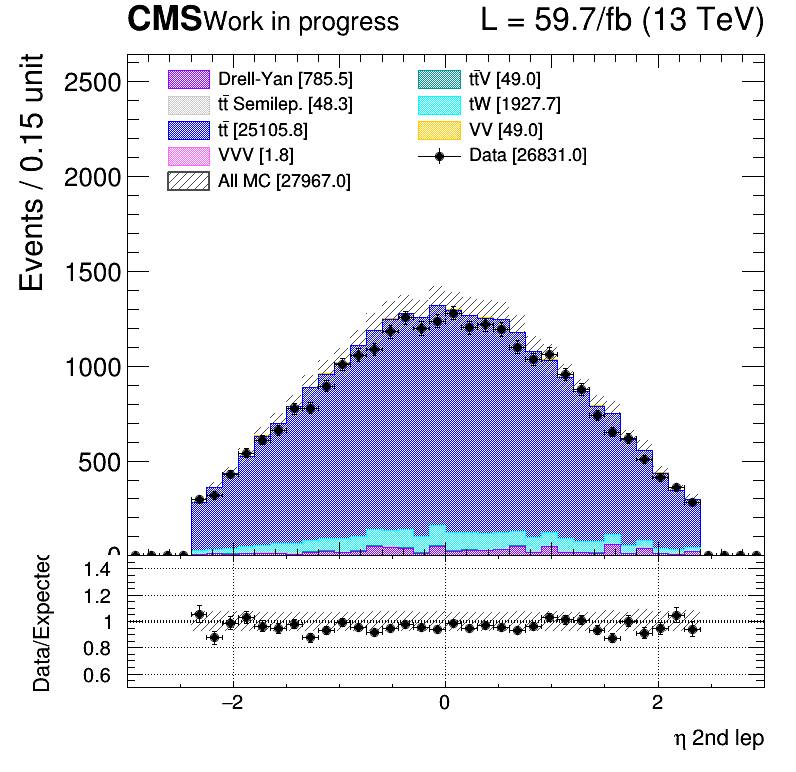 CMS Work in progress L = 59.7/fb (13 TeV)
Events / 0.15 unit
2500
2000
1500
1000
500
0
Drell-Yan [785.5]
tt̄ Semilep. [48.3]
tt̄ [25105.8]
VVV [1.8]
All MC [27967.0]
tt̄V [49.0]
tW [1927.7]
VV [49.0]
Data [26831.0]
Data/Expected
1.4
1.2
1
0.8
0.6
−2 0 2
η 2nd lep